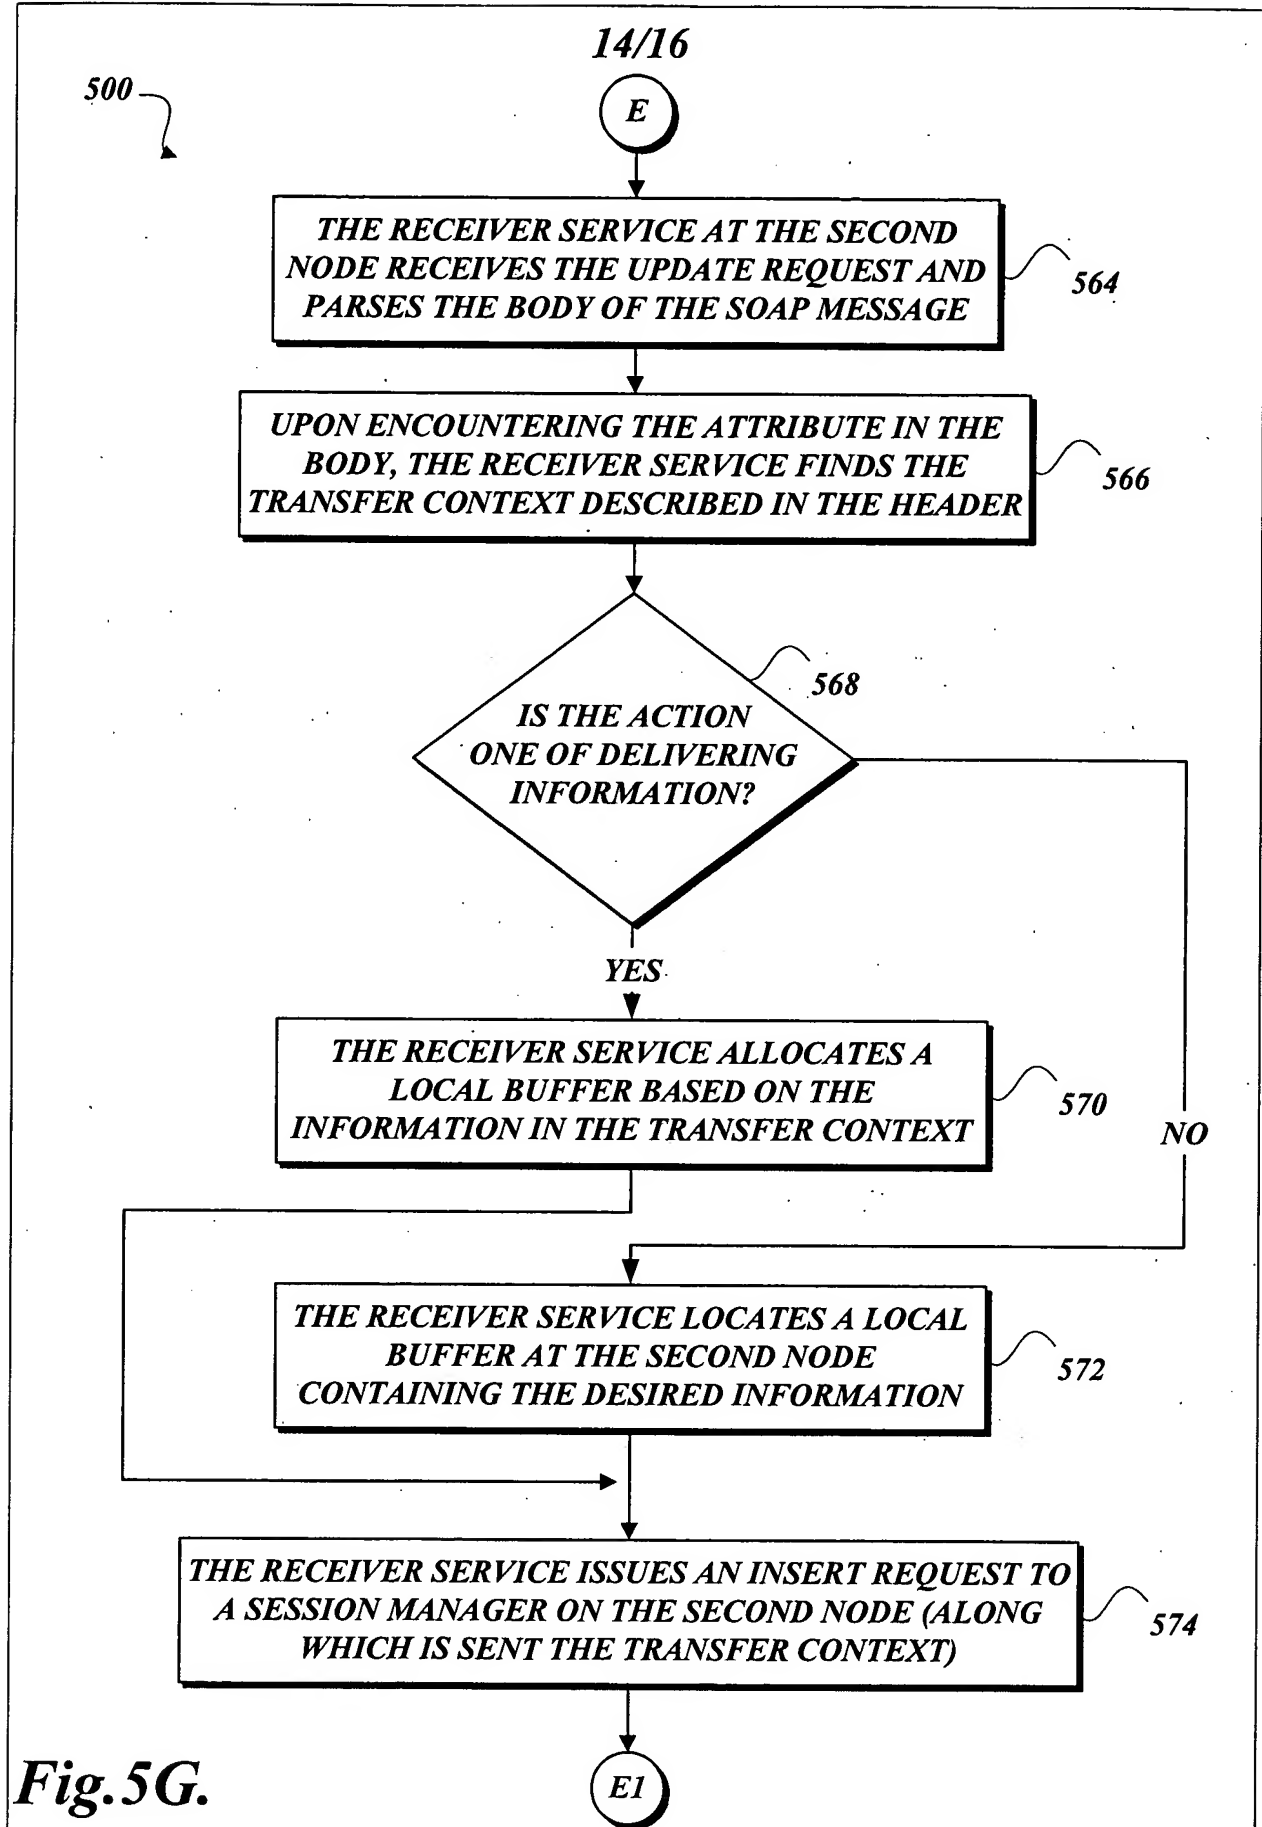 14/16
500
E
THE RECEIVER SERVICE AT THE SECOND
NODE RECEIVES THE UPDATE REQUEST AND
PARSES THE BODY OF THE SOAP MESSAGE
564
UPON ENCOUNTERING THE ATTRIBUTE IN THE
BODY, THE RECEIVER SERVICE FINDS THE
TRANSFER CONTEXT DESCRIBED IN THE HEADER
566
568
IS THE ACTION
ONE OF DELIVERING
INFORMATION?
YES
THE RECEIVER SERVICE ALLOCATES A
LOCAL BUFFER BASED ON THE
INFORMATION IN THE TRANSFER CONTEXT
570
NO
THE RECEIVER SERVICE LOCATES A LOCAL
BUFFER AT THE SECOND NODE
CONTAINING THE DESIRED INFORMATION
572
THE RECEIVER SERVICE ISSUES AN INSERT REQUEST TO
A SESSION MANAGER ON THE SECOND NODE (ALONG
WHICH IS SENT THE TRANSFER CONTEXT)
574
E1
Fig.5G.